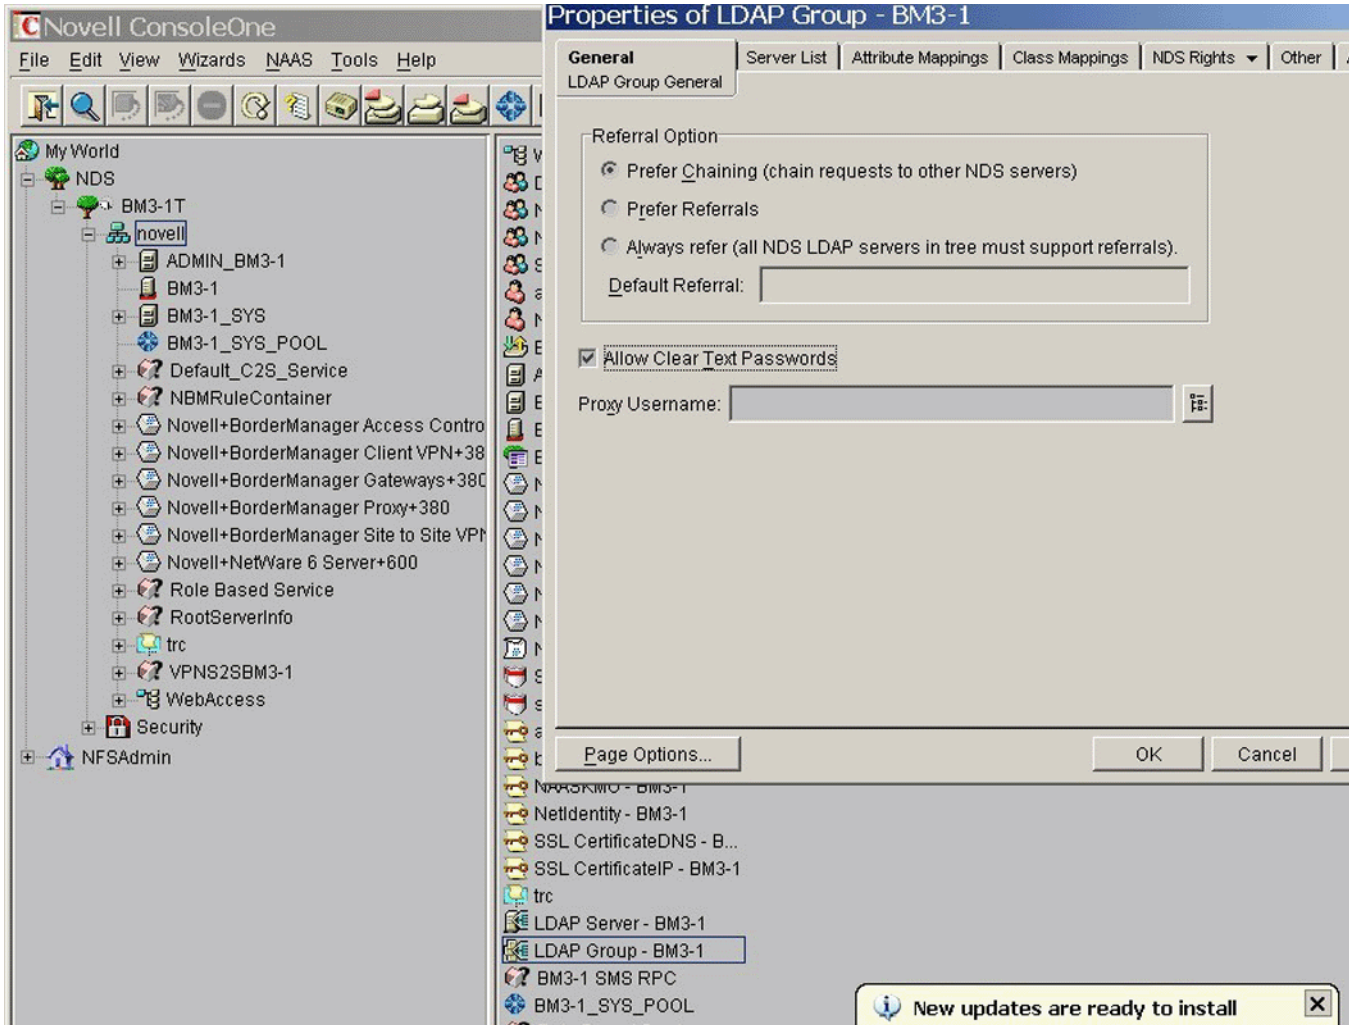 Novell ConsoleOne
File Edit View Wizards NAAS Tools Help
My World
NDS
BM3-1T
novell
ADMIN_BM3-1
BM3-1
BM3-1_SYS
BM3-1_SYS_POOL
Default_C2S_Service
NBMRuleContainer
Novell+BorderManager Access Contro
Novell+BorderManager Client VPN+38
Novell+BorderManager Gateways+380
Novell+BorderManager Proxy+380
Novell+BorderManager Site to Site VPN
Novell+NetWare 6 Server+600
Role Based Service
RootServerInfo
trc
VPNS2SBM3-1
WebAccess
Security
NFSAdmin
Properties of LDAP Group - BM3-1
General Server List Attribute Mappings Class Mappings NDS Rights Other
LDAP Group General
Referral Option
Prefer Chaining (chain requests to other NDS servers)
Prefer Referrals
Always refer (all NDS LDAP servers in tree must support referrals).
Default Referral:
Allow Clear Text Passwords
Proxy Username:
Page Options... OK Cancel
NAASKMO - BM3-1
NetIdentity - BM3-1
SSL CertificateDNS - B...
SSL CertificateIP - BM3-1
trc
LDAP Server - BM3-1
LDAP Group - BM3-1
BM3-1 SMS RPC
BM3-1_SYS_POOL
New updates are ready to install